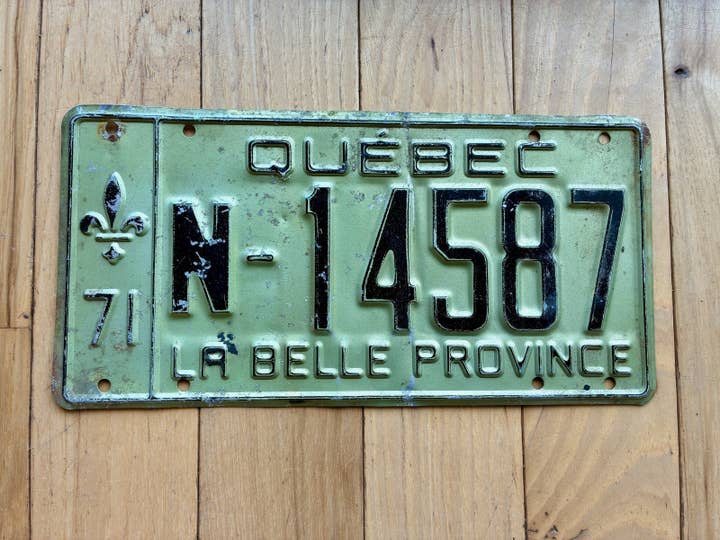 QUÉBEC
71
N-14587
LA BELLE PROVINCE